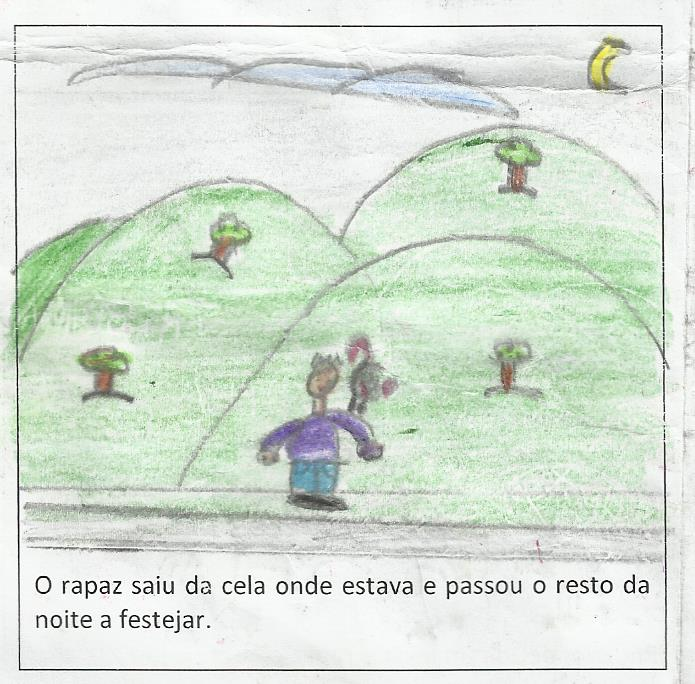 O rapaz saiu da cela onde estava e passou o resto da
noite a festejar.